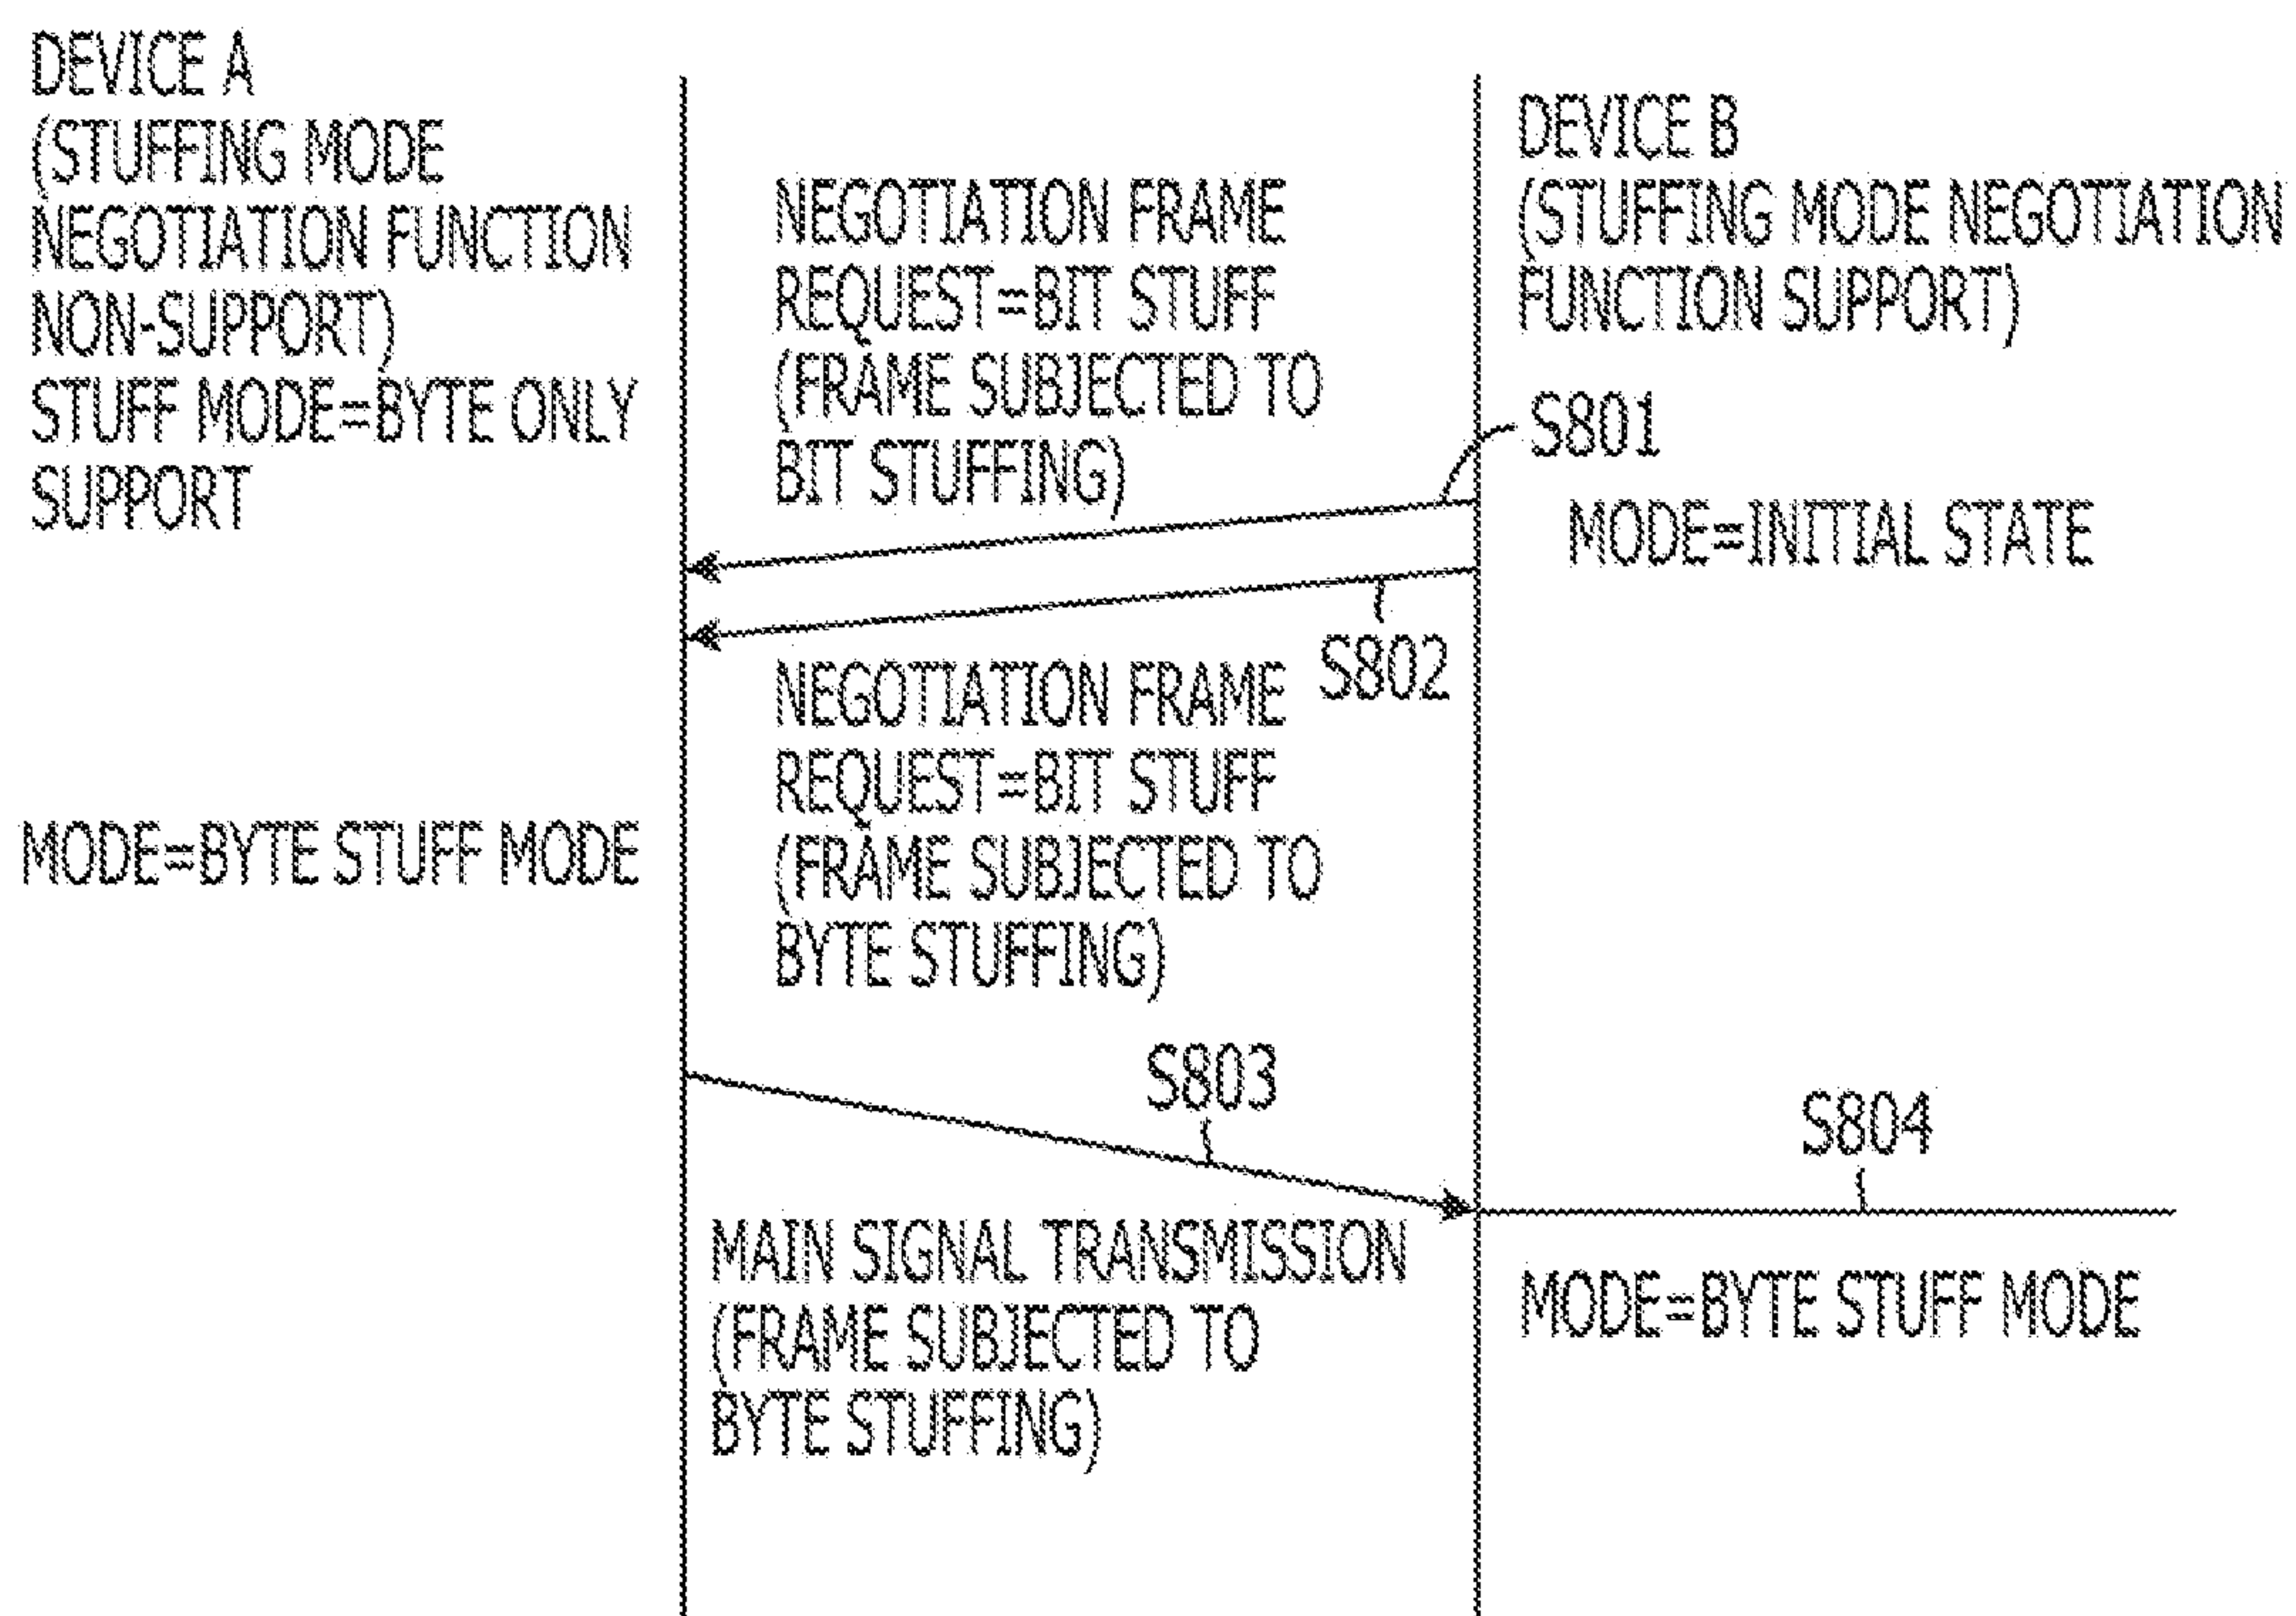 DEVICE A
(STUFFING MODE
NEGOTIATION FUNCTION
NON-SUPPORT)
STUFF MODE=BYTE ONLY
SUPPORT
NEGOTIATION FRAME
REQUEST=BIT STUFF
(FRAME SUBJECTED TO
BIT STUFFING)
DEVICE B
(STUFFING MODE NEGOTIATION
FUNCTION SUPPORT)
S801
MODE=INITIAL STATE
S802
NEGOTIATION FRAME
REQUEST=BIT STUFF
(FRAME SUBJECTED TO
BYTE STUFFING)
MODE=BYTE STUFF MODE
S803
MAIN SIGNAL TRANSMISSION
(FRAME SUBJECTED TO
BYTE STUFFING)
S804
MODE=BYTE STUFF MODE